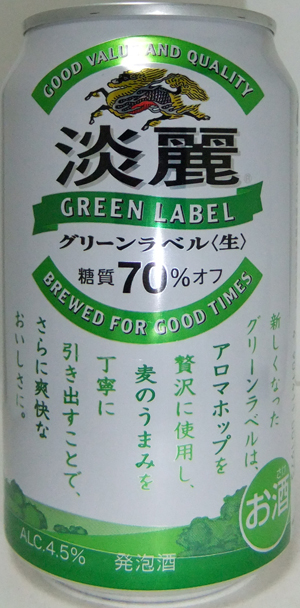 GOOD VALUE AND QUALITY
淡麗
GREEN LABEL
グリーンラベル〈生〉
糖質70%オフ
BREWED FOR GOOD TIMES
新しくなった
グリーンラベルは、
アロマホップを
贅沢に使用し、
麦のうまみを
丁寧に
引き出すことで、
さらに爽快な
おいしさに。
お酒
ALC.4.5%
発泡酒